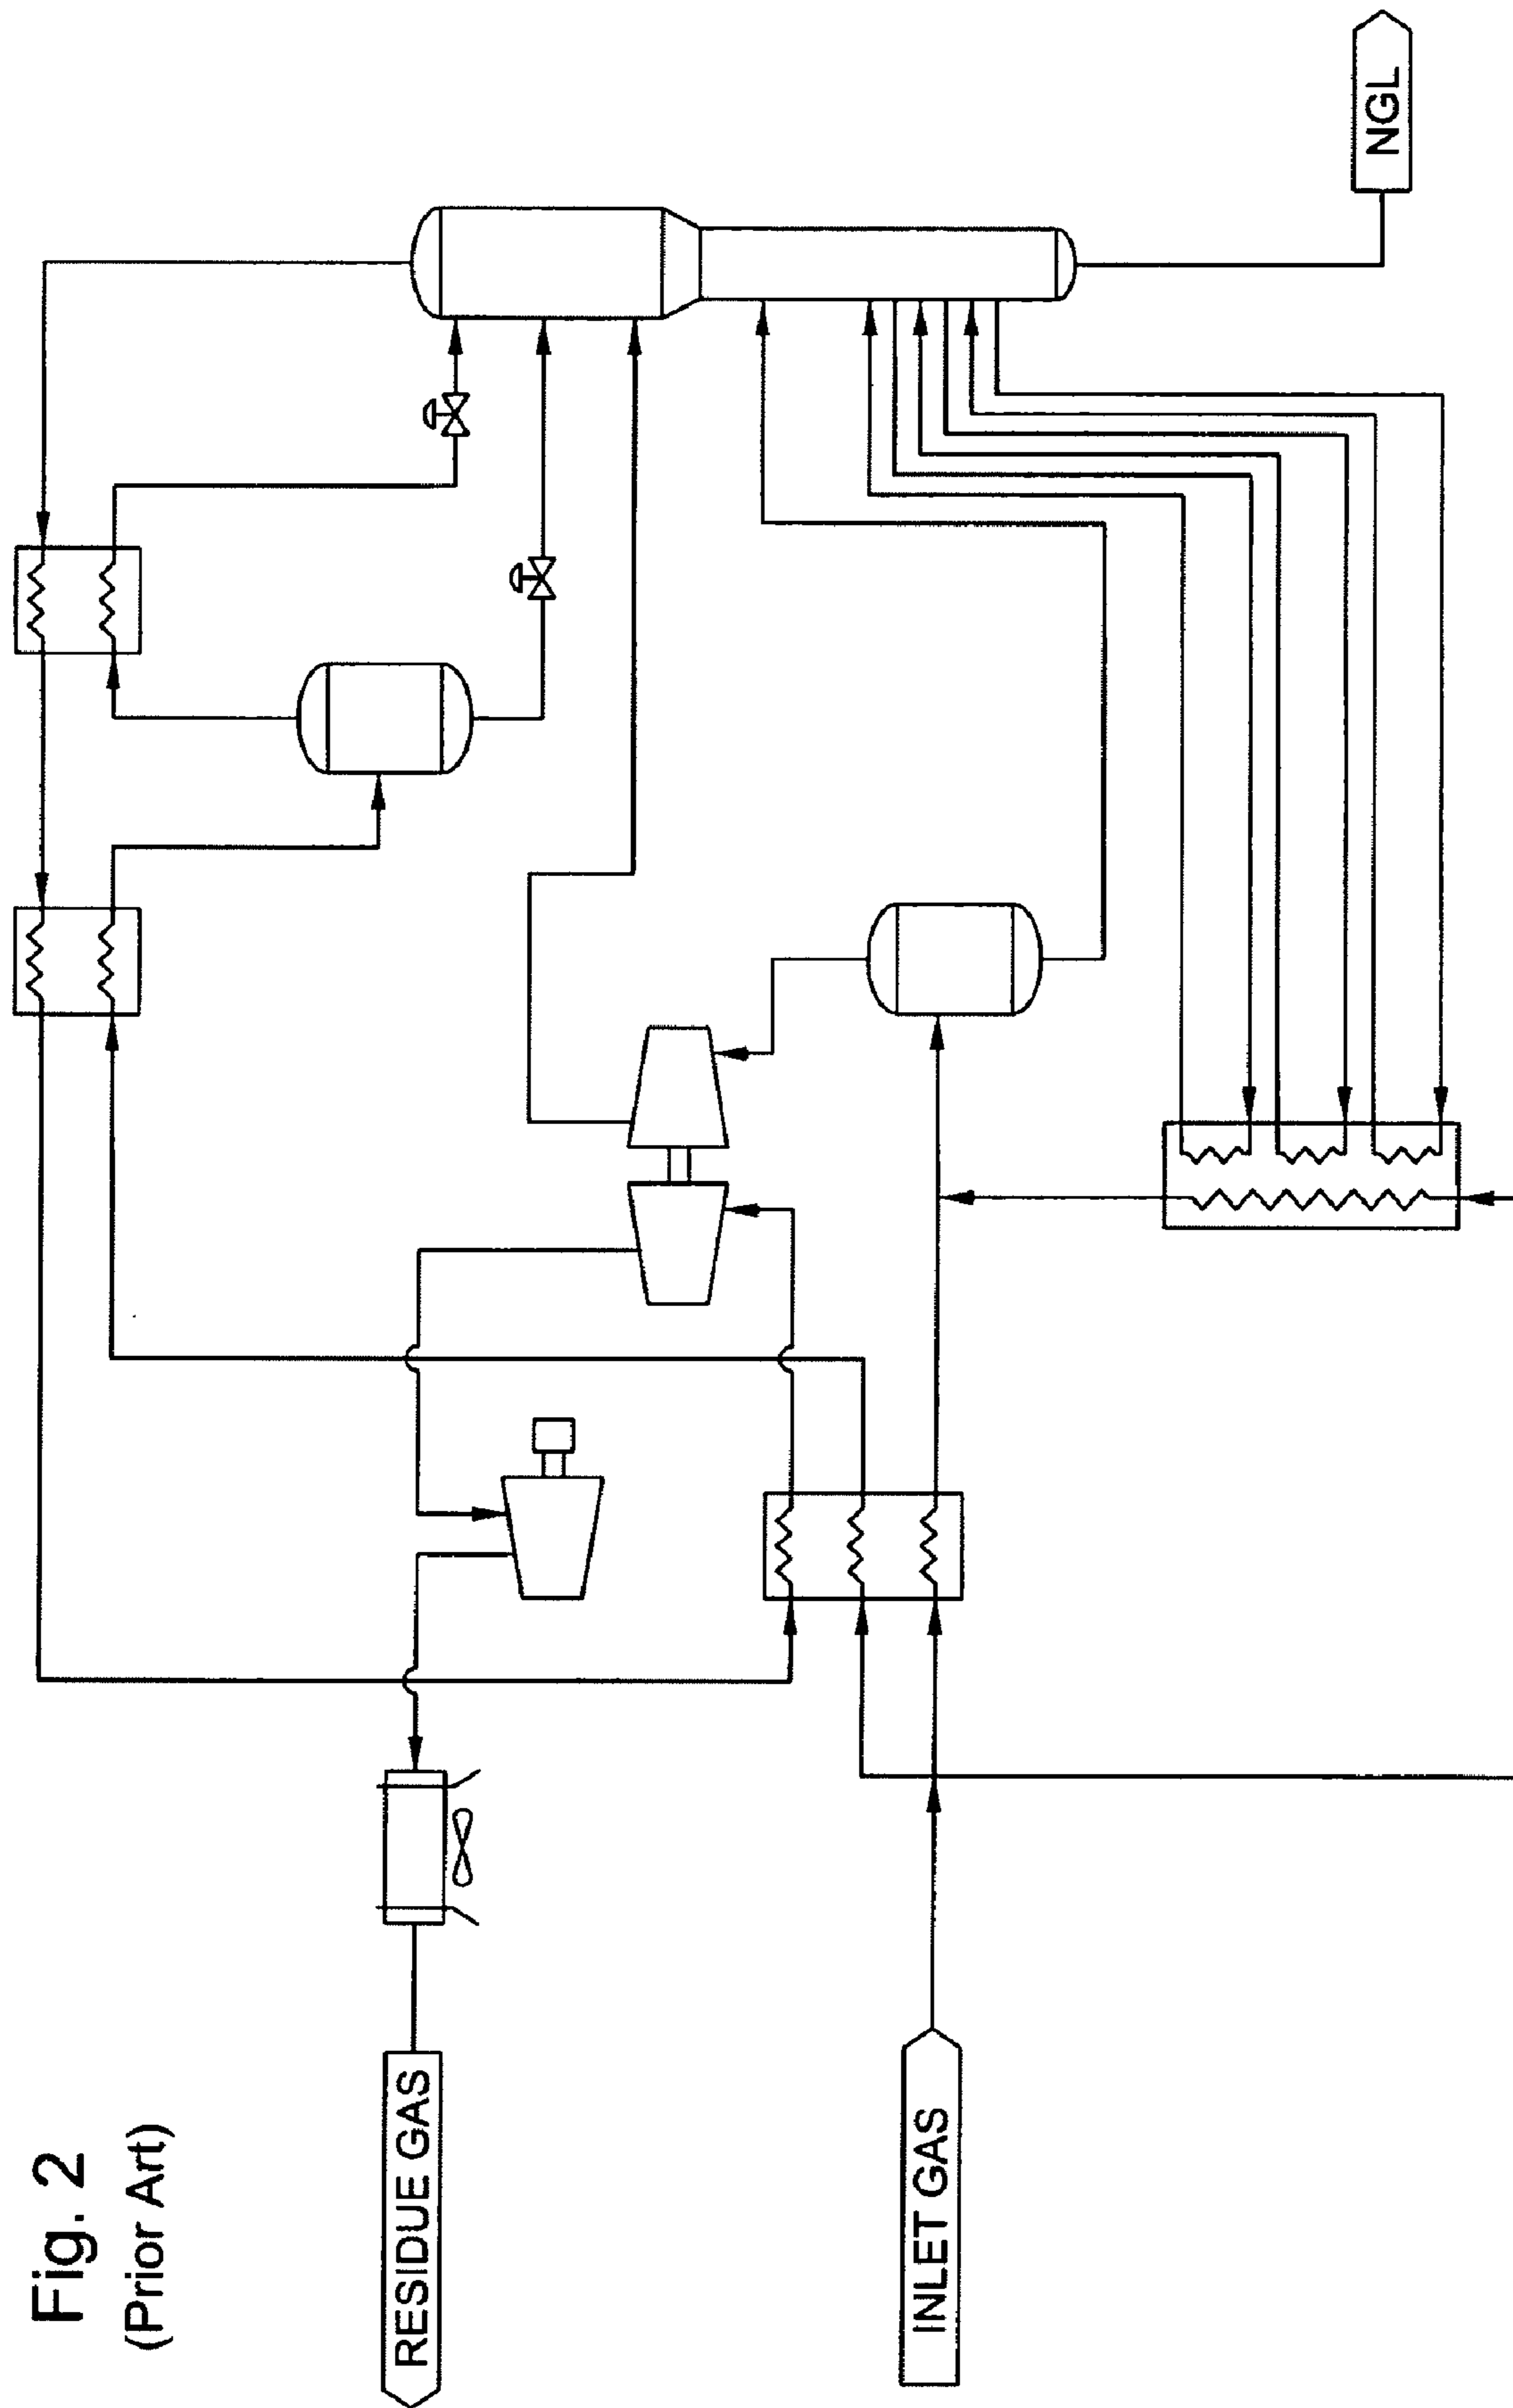 Fig. 2
(Prior Art)
RESIDUE GAS
INLET GAS
NGL